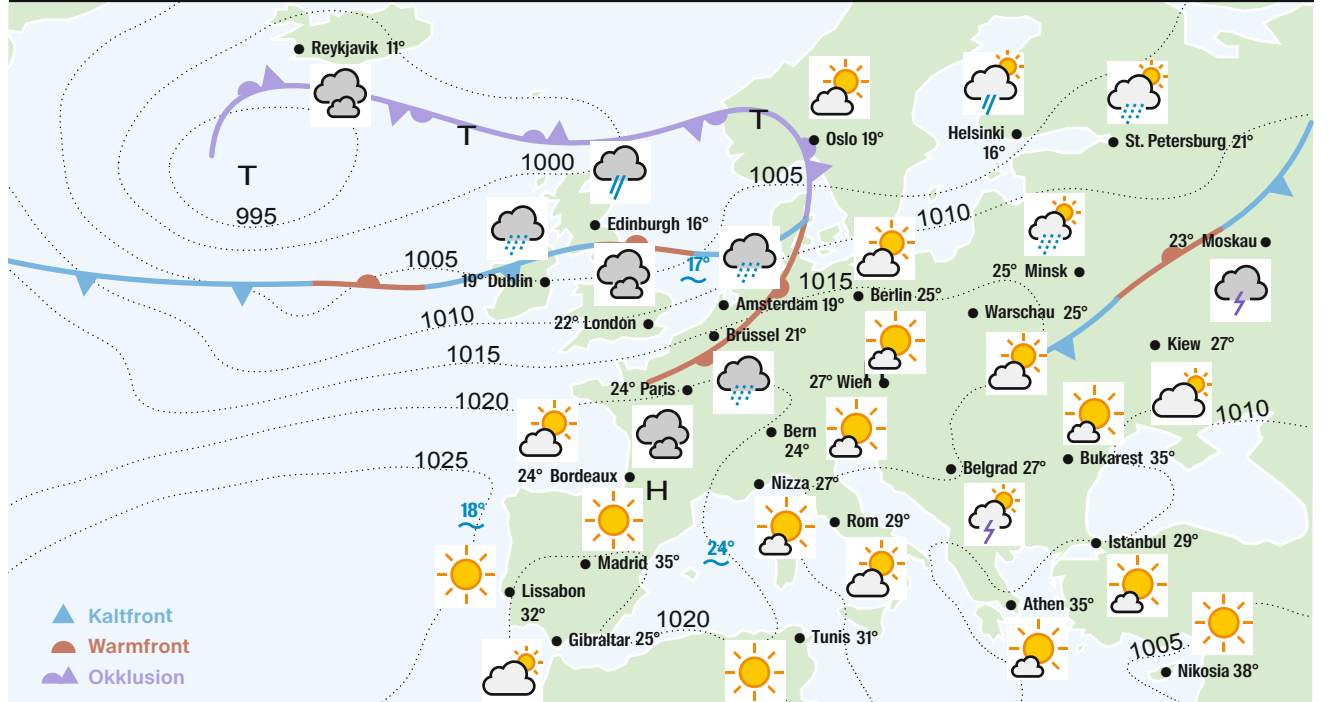 Reykjavik 11°
T
T
Oslo 19°
Helsinki
16°
St. Petersburg 21°
1000
T
1005
995
1010
Edinburgh 16°
23° Moskau
1005
17°
19° Dublin
25° Minsk
1015
Amsterdam 19°
Berlin 25°
1010
22° London
Warschau 25°
Brüssel 21°
Kiew 27°
1015
24° Paris
27° Wien
1020
1010
Bern
24°
1025
Belgrad 27°
Bukarest 35°
24° Bordeaux
H
Nizza 27°
18°
Rom 29°
24°
Istanbul 29°
Madrid 35°
Lissabon
32°
Athen 35°
Kaltfront
1020
Gibraltar 25°
Tunis 31°
Warmfront
1005
Okklusion
Nikosia 38°